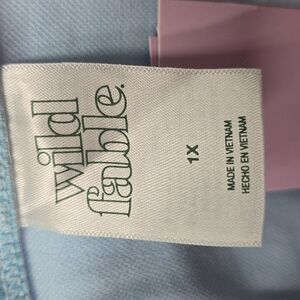 wild
fable.
1X
MADE IN VIETNAM
HECHO EN VIETNAM